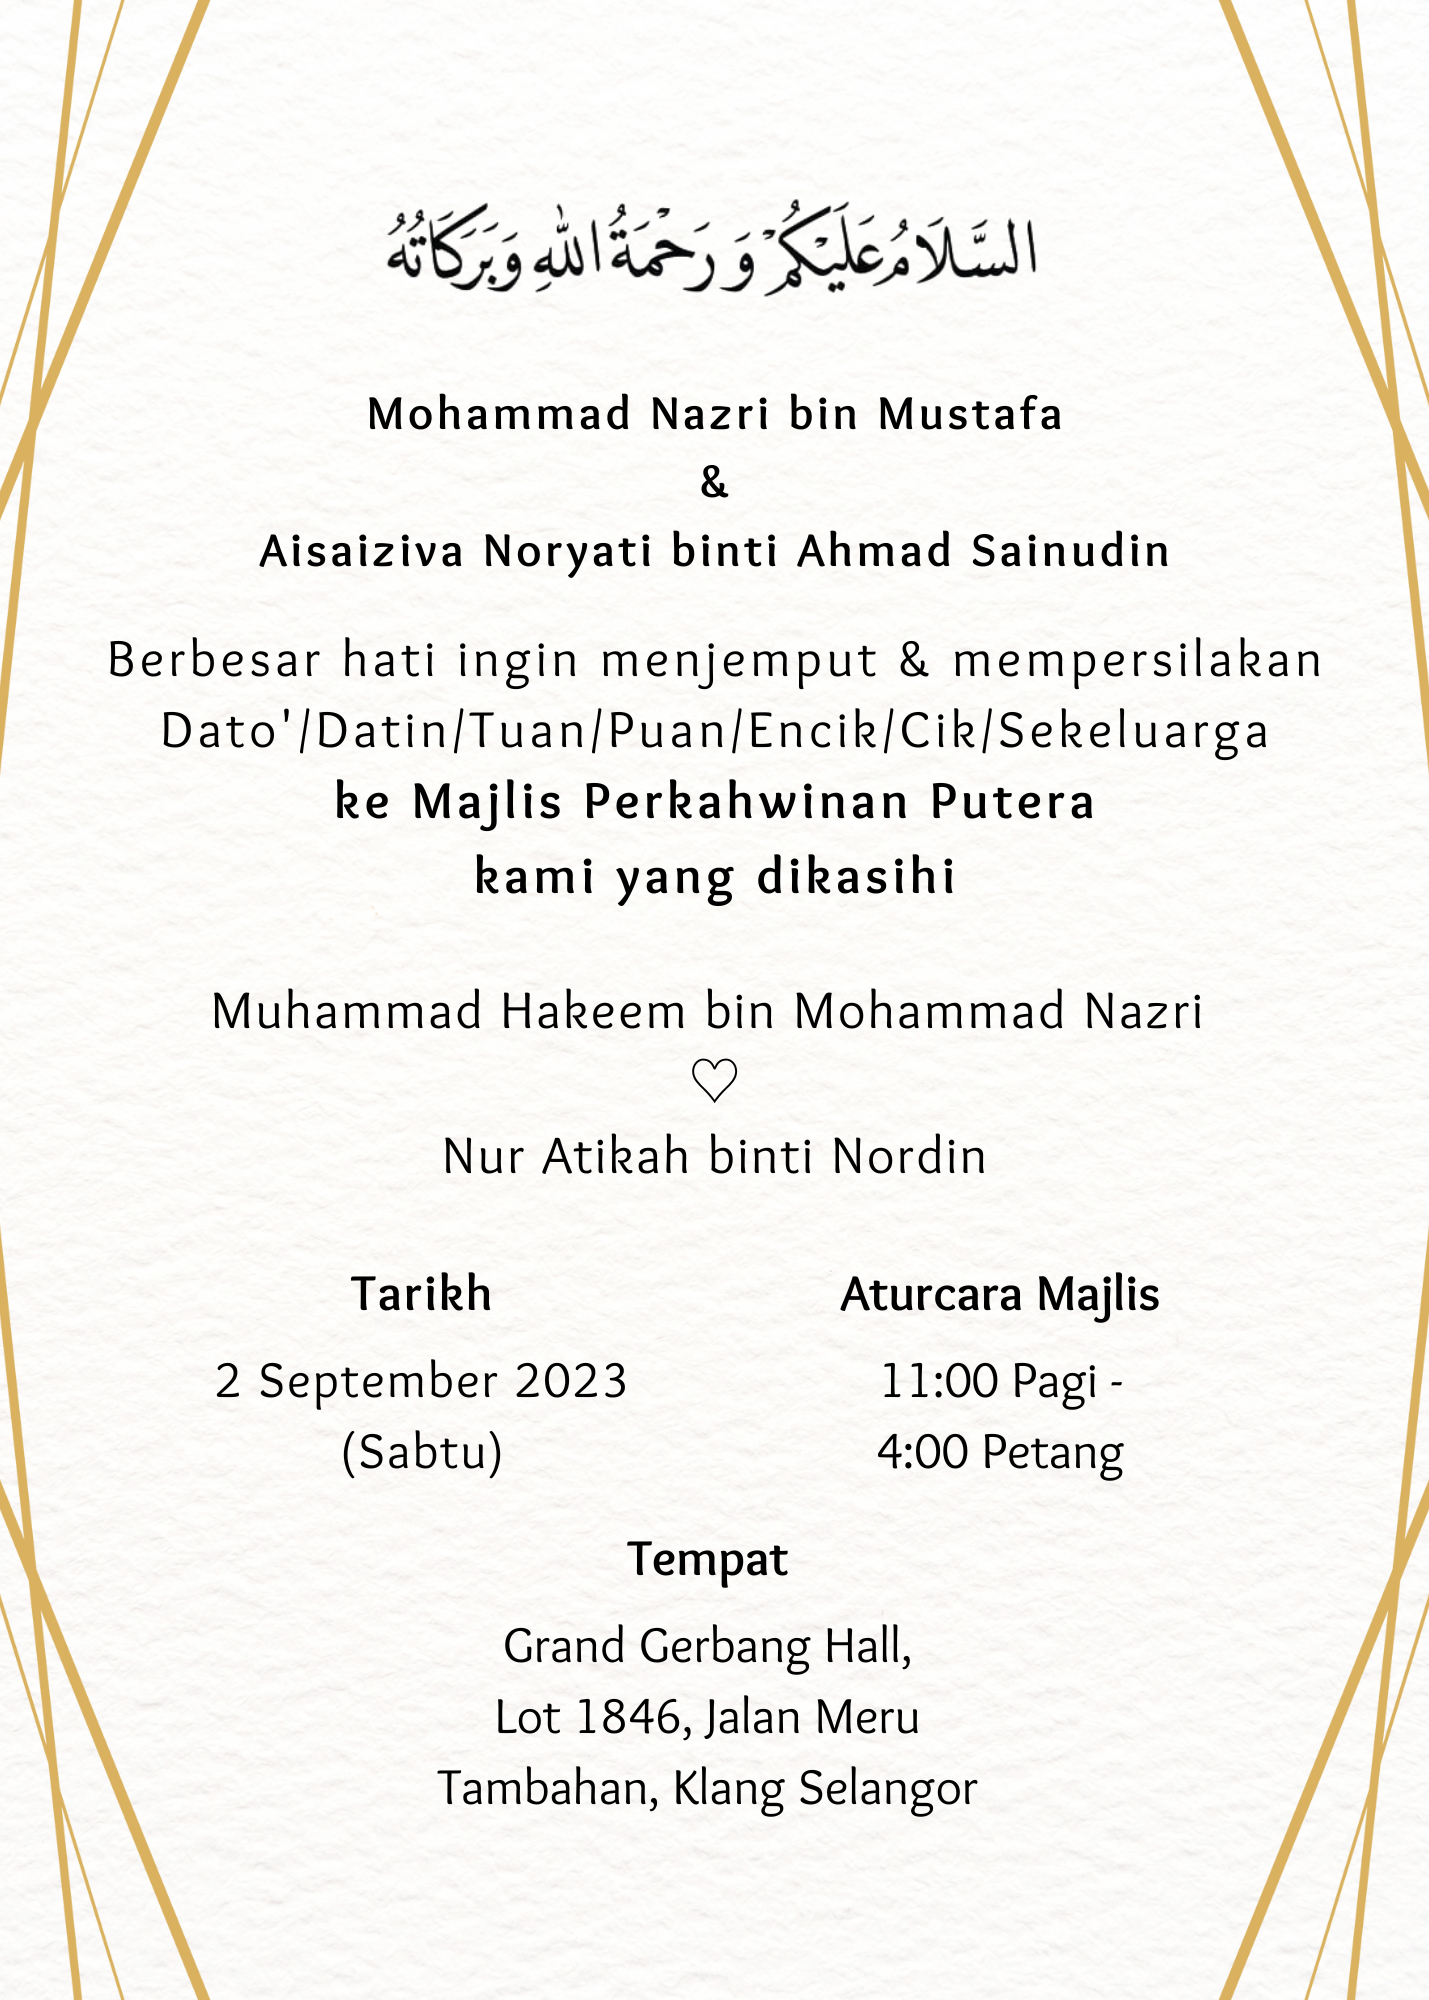 السَّلَامُ عَلَيْكُمْ وَ رَحْمَةُ اللهِ وَبَرَكَاتُهُ
Mohammad Nazri bin Mustafa
&
Aisaiziva Noryati binti Ahmad Sainudin
Berbesar hati ingin menjemput & mempersilakan
Dato'/Datin/Tuan/Puan/Encik/Cik/Sekeluarga
ke Majlis Perkahwinan Putera
kami yang dikasihi
Muhammad Hakeem bin Mohammad Nazri
♡
Nur Atikah binti Nordin
Tarikh
2 September 2023
(Sabtu)
Aturcara Majlis
11:00 Pagi -
4:00 Petang
Tempat
Grand Gerbang Hall,
Lot 1846, Jalan Meru
Tambahan, Klang Selangor